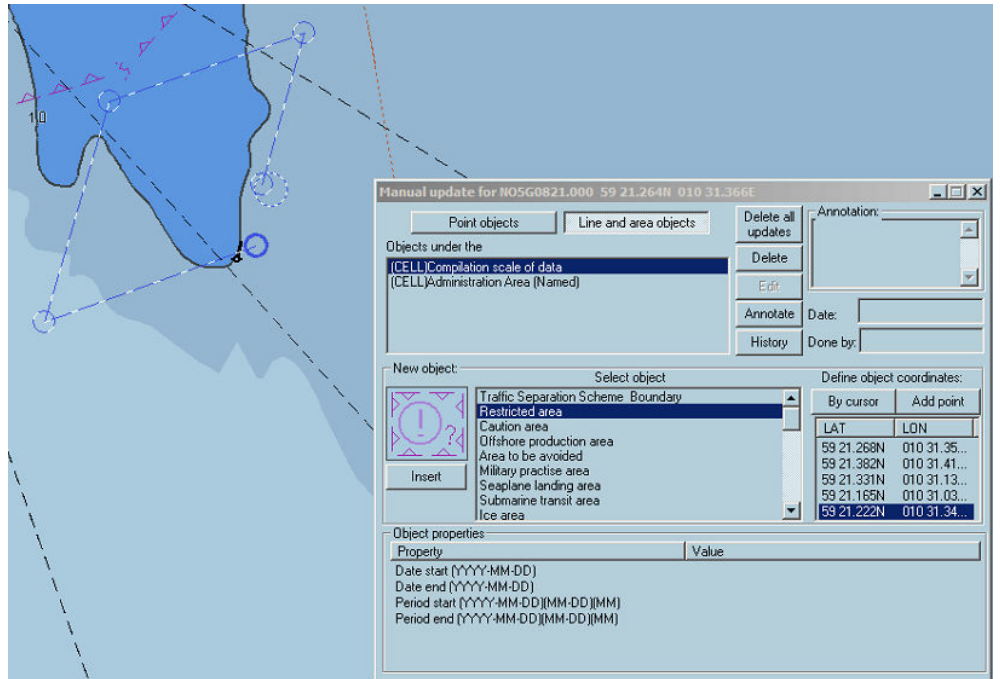 1.0
Manual update for NO5G0821.000 59 21.264N 010 31.366E
Point objects
Line and area objects
Delete all updates
Annotation:
Objects under the
(CELL)Compilation scale of data
(CELL)Administration Area (Named)
Delete
Edit
Annotate
Date:
History
Done by:
New object:
Select object
Define object coordinates:
Traffic Separation Scheme Boundary
Restricted area
Caution area
Offshore production area
Area to be avoided
Military practise area
Seaplane landing area
Submarine transit area
Ice area
Insert
By cursor
Add point
LAT LON
59 21.268N 010 31.35...
59 21.382N 010 31.41...
59 21.331N 010 31.13...
59 21.165N 010 31.03...
59 21.222N 010 31.34...
Object properties
Property Value
Date start (YYYY-MM-DD)
Date end (YYYY-MM-DD)
Period start (YYYY-MM-DD)(MM-DD)(MM)
Period end (YYYY-MM-DD)(MM-DD)(MM)